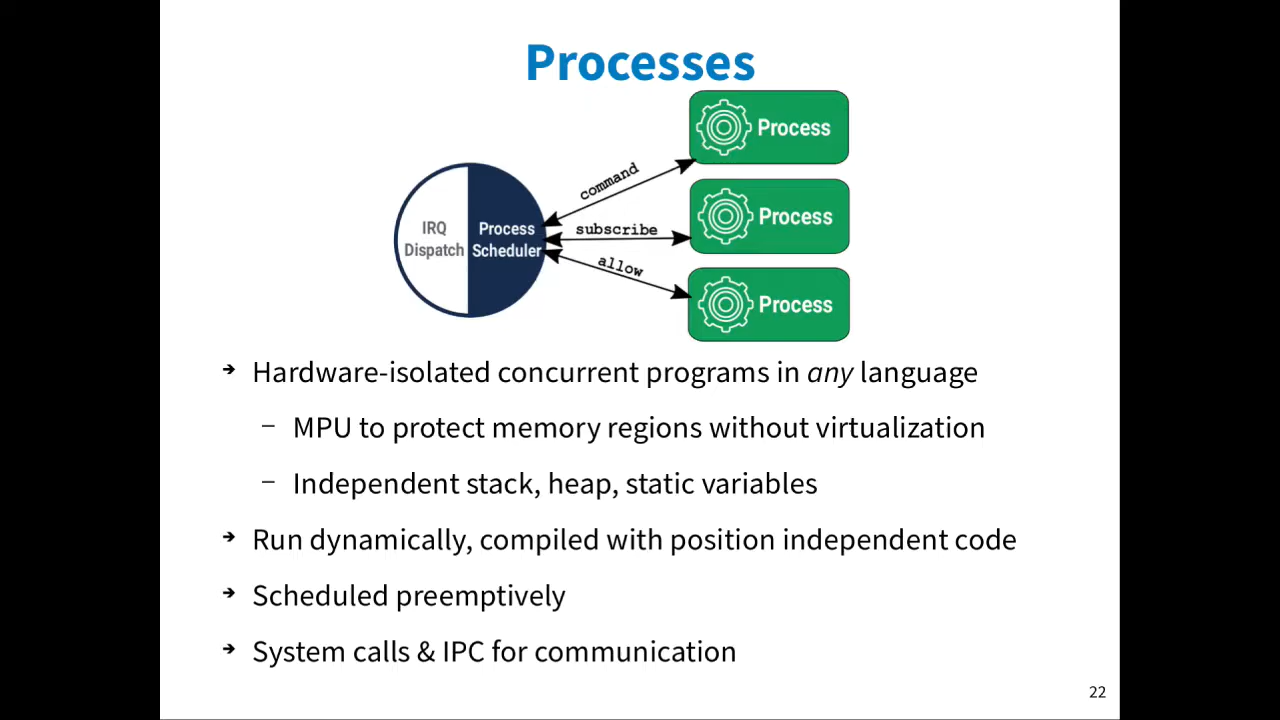 Processes
Process
command
Process
IRQ
Dispatch
Process
Scheduler
subscribe
allow
Process
➔ Hardware-isolated concurrent programs in any language
– MPU to protect memory regions without virtualization
– Independent stack, heap, static variables
➔ Run dynamically, compiled with position independent code
➔ Scheduled preemptively
➔ System calls & IPC for communication
22